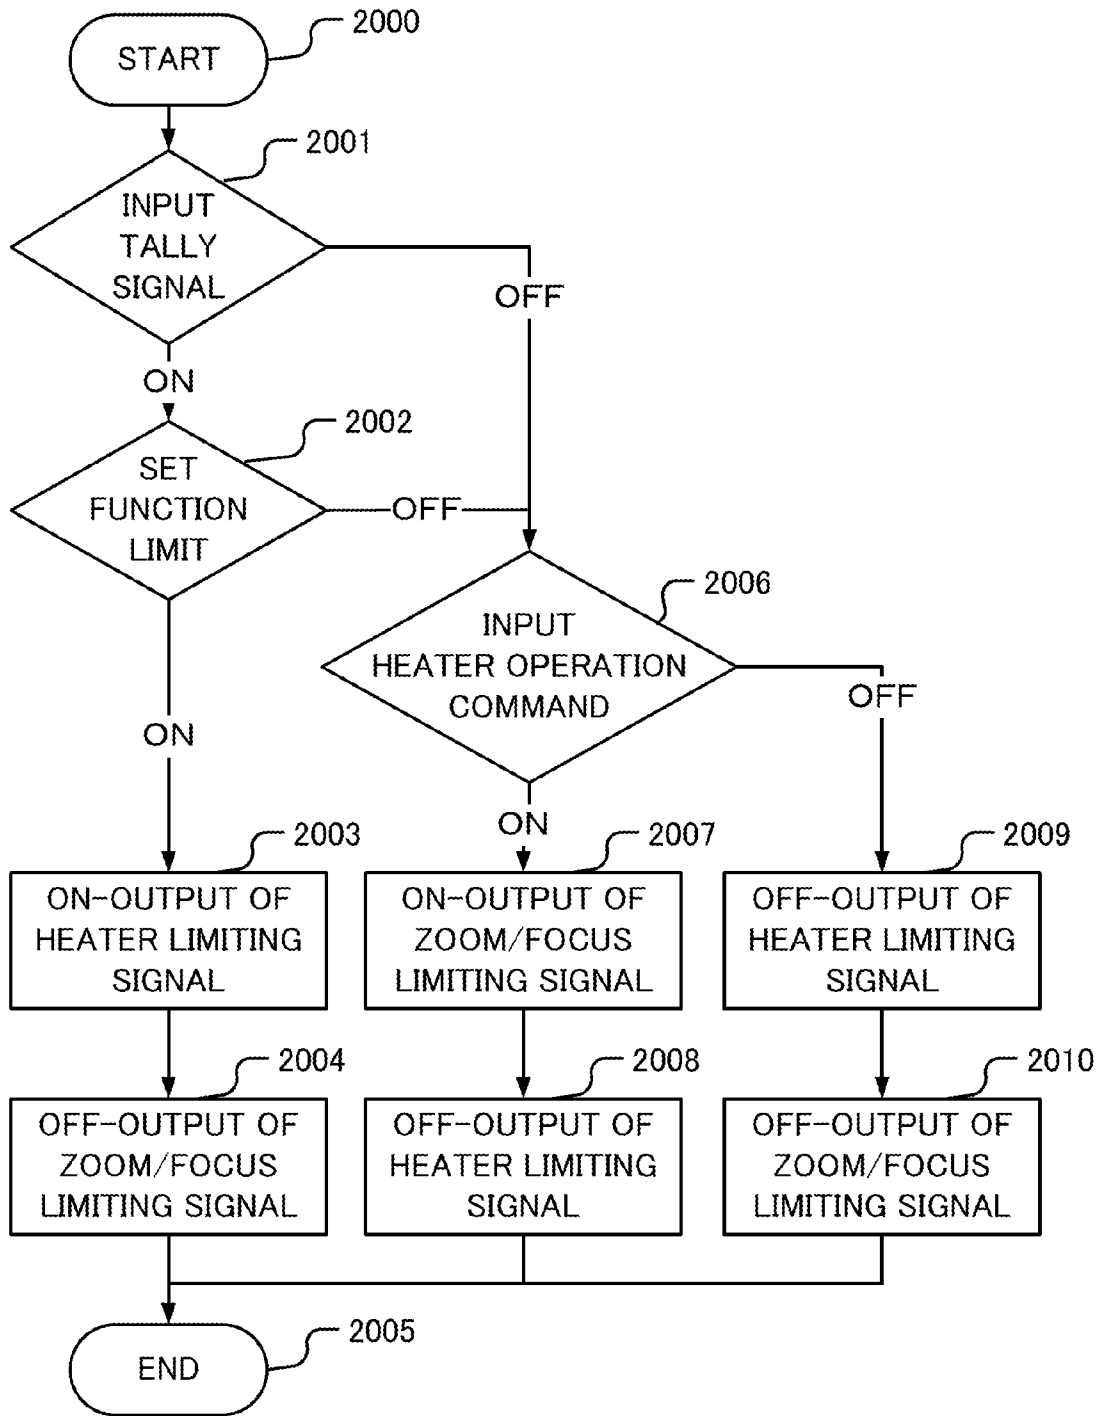 START
2000
2001
INPUT
TALLY
SIGNAL
OFF
ON
2002
SET
FUNCTION
LIMIT
OFF
2006
INPUT
HEATER OPERATION
COMMAND
OFF
ON
ON
2003
ON-OUTPUT OF
HEATER LIMITING
SIGNAL
2007
ON-OUTPUT OF
ZOOM/FOCUS
LIMITING SIGNAL
2009
OFF-OUTPUT OF
HEATER LIMITING
SIGNAL
2004
OFF-OUTPUT OF
ZOOM/FOCUS
LIMITING SIGNAL
2008
OFF-OUTPUT OF
HEATER LIMITING
SIGNAL
2010
OFF-OUTPUT OF
ZOOM/FOCUS
LIMITING SIGNAL
2005
END